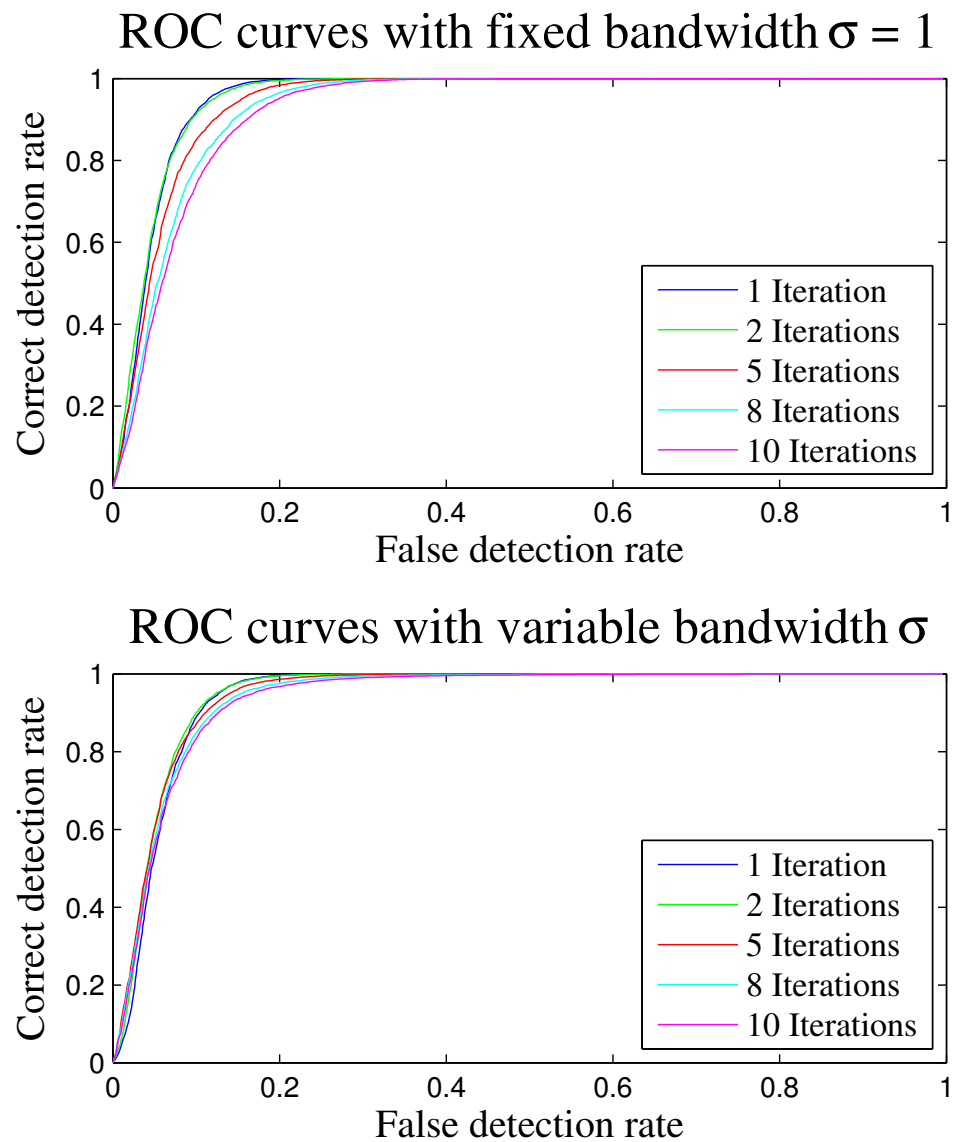 ROC curves with fixed bandwidth σ = 1
1
0.8
0.6
0.4
0.2
0
Correct detection rate
1 Iteration
2 Iterations
5 Iterations
8 Iterations
10 Iterations
0 0.2 0.4 0.6 0.8 1
False detection rate
ROC curves with variable bandwidth σ
1
0.8
0.6
0.4
0.2
0
Correct detection rate
1 Iteration
2 Iterations
5 Iterations
8 Iterations
10 Iterations
0 0.2 0.4 0.6 0.8 1
False detection rate